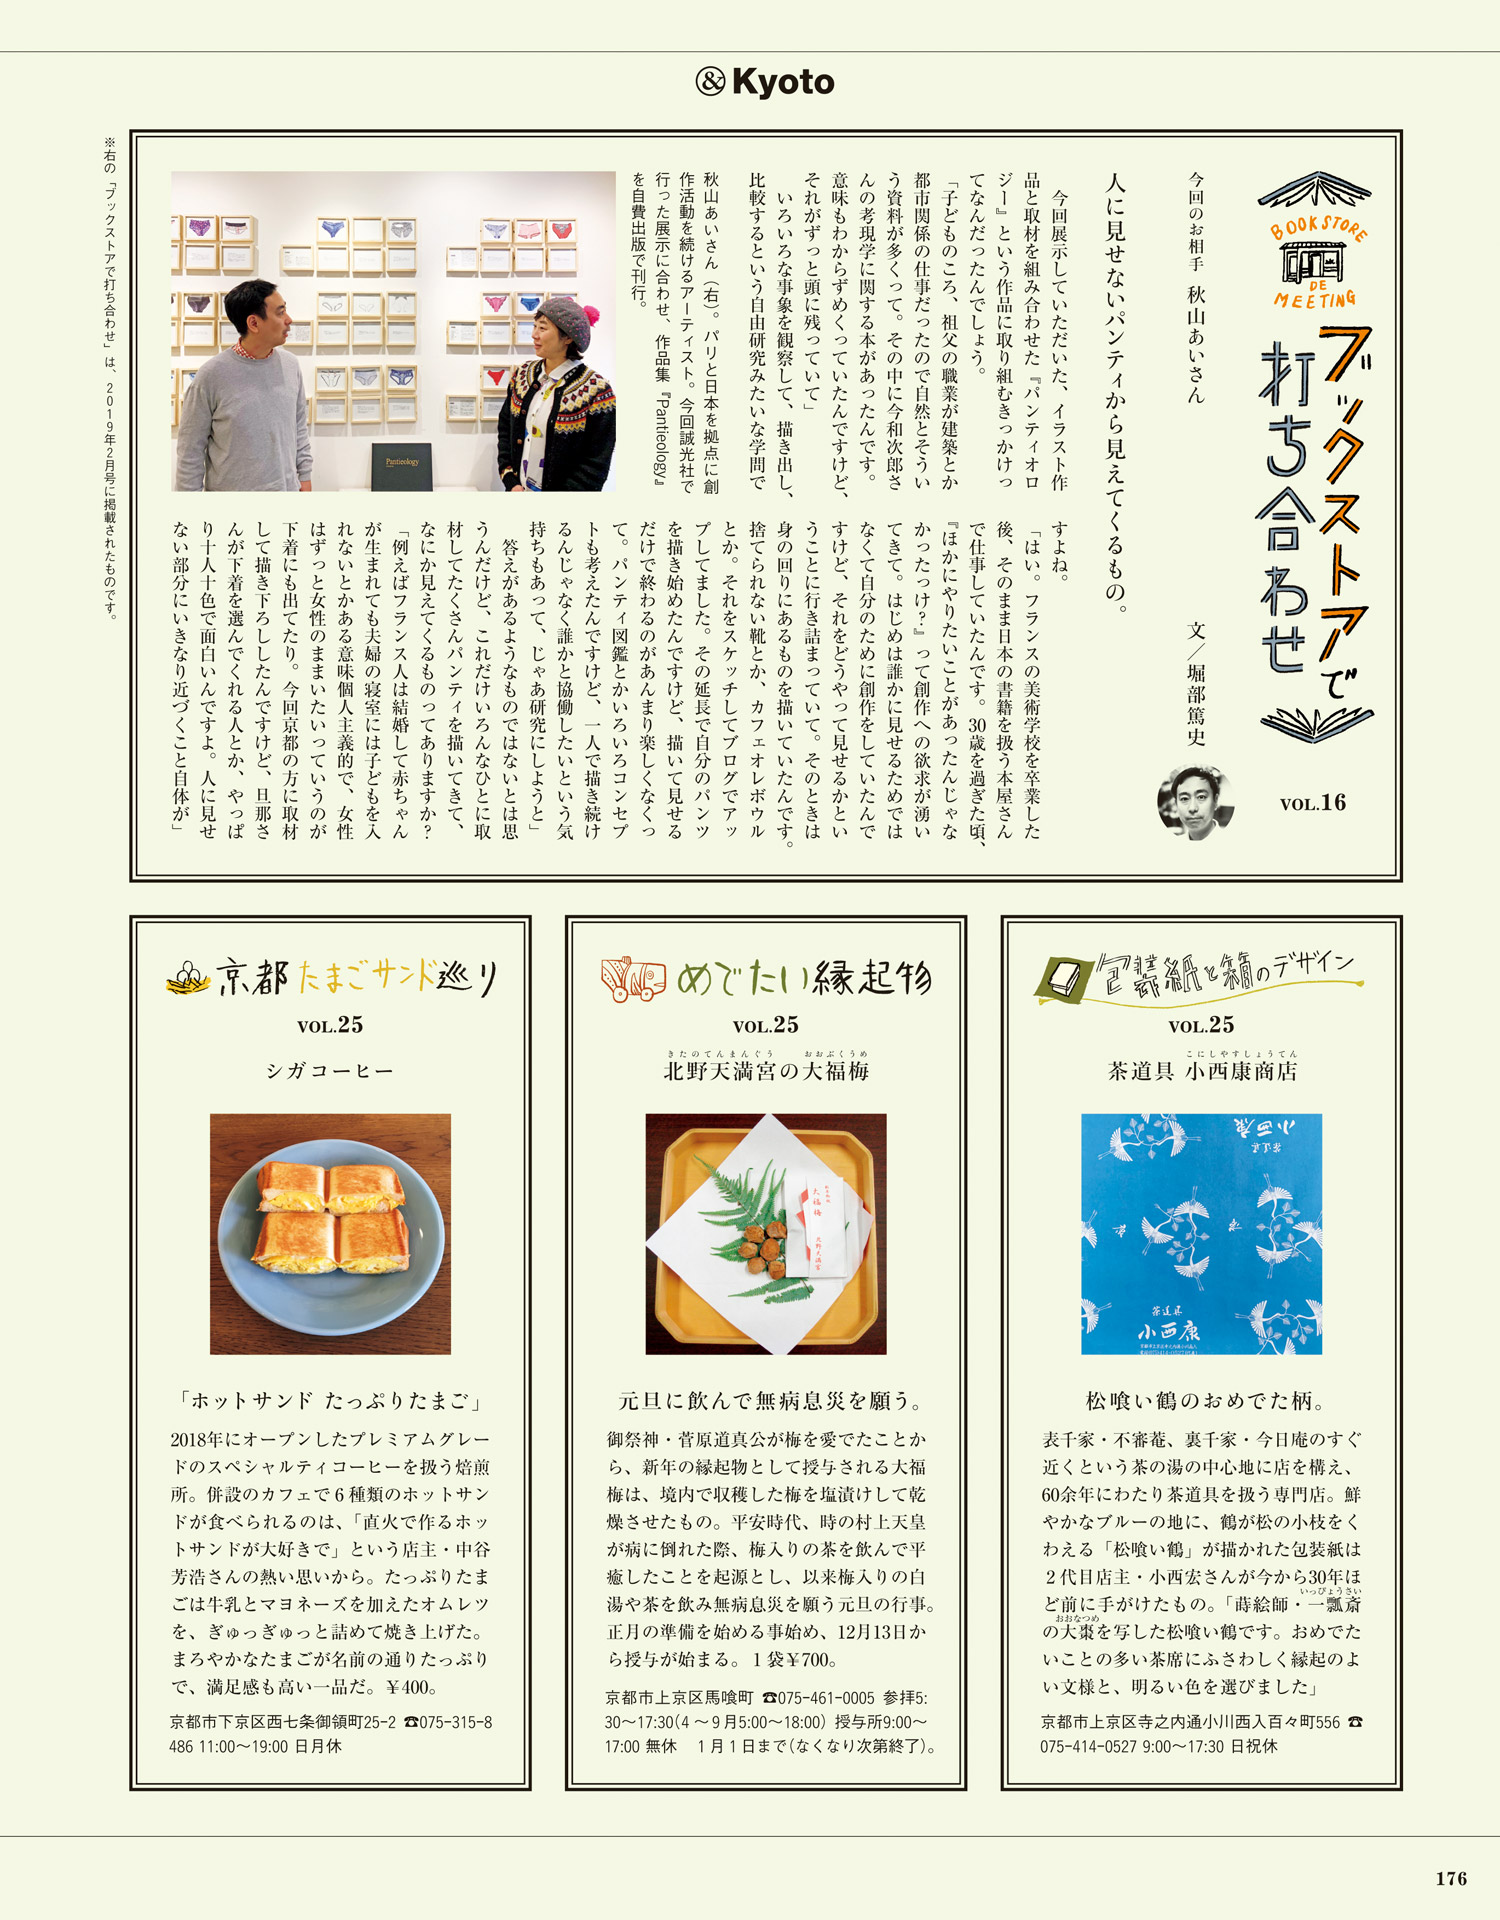 & Kyoto
BOOKSTORE
DE
MEETING
ブックストアで
打ち合わせ
VOL.16
今回のお相手 秋山あいさん
文／堀部篤史
人に見せないパンティから見えてくるもの。
今回展示していただいた、イラスト作
品と取材を組み合わせた『パンティオロ
ジー』という作品に取り組むきっかけっ
てなんだったんでしょう。
「子どものころ、祖父の職業が建築とか
都市関係の仕事だったので自然とそうい
う資料が多くって。その中に今和次郎さ
んの考現学に関する本があったんです。
意味もわからずめくっていたんですけど、
それがずっと頭に残っていて」
いろいろな事象を観察して、描き出し、
比較するという自由研究みたいな学問で
すよね。
「はい。フランスの美術学校を卒業した
後、そのまま日本の書籍を扱う本屋さん
で仕事していたんです。30歳を過ぎた頃、
『ほかにやりたいことがあったんじゃな
かったっけ？』って創作への欲求が湧い
てきて。はじめは誰かに見せるためでは
なくて自分のために創作をしていたんで
すけど、それをどうやって見せるかとい
うことに行き詰まっていて。そのときは
身の回りにあるものを描いていたんです。
捨てられない靴とか、カフェオレボウル
とか。それをスケッチしてブログでアッ
プしてました。その延長で自分のパンツ
を描き始めたんですけど、描いて見せる
だけで終わるのがあんまり楽しくなくっ
て。パンティ図鑑とかいろいろコンセプ
トも考えたんですけど、一人で描き続け
るんじゃなく誰かと協働したいという気
持ちもあって、じゃあ研究にしようと」
答えがあるようなものではないとは思
うんだけど、これだけいろんなひとに取
材してたくさんパンティを描いてきて、
なにか見えてくるものってありますか？
「例えばフランス人は結婚して赤ちゃん
が生まれても夫婦の寝室には子どもを入
れないとかある意味個人主義的で、女性
はずっと女性のままいたいっていうのが
下着にも出てたり。今回京都の方に取材
して描き下ろししたんですけど、旦那さ
んが下着を選んでくれる人とか、やっぱ
り十人十色で面白いんですよ。人に見せ
ない部分にいきなり近づくこと自体が」
秋山あいさん（右）。パリと日本を拠点に創
作活動を続けるアーティスト。今回誠光社で
行った展示に合わせ、作品集『Pantieology』
を自費出版で刊行。
Pantieology
※右の「ブックストアで打ち合わせ」は、2019年2月号に掲載されたものです。
京都たまごサンド巡り
VOL.25
シガコーヒー
「ホットサンド たっぷりたまご」
2018年にオープンしたプレミアムグレー
ドのスペシャルティコーヒーを扱う焙煎
所。併設のカフェで6種類のホットサン
ドが食べられるのは、「直火で作るホッ
トサンドが大好きで」という店主・中谷
芳浩さんの熱い思いから。たっぷりたま
ごは牛乳とマヨネーズを加えたオムレツ
を、ぎゅっぎゅっと詰めて焼き上げた。
まろやかなたまごが名前の通りたっぷり
で、満足感も高い一品だ。¥400。
京都市下京区西七条御領町25-2 ☎075-315-8
486 11:00〜19:00 日月休
めでたい縁起物
VOL.25
きたのてんまんぐう おおぶくうめ
北野天満宮の大福梅
大福梅
北野天満宮
元旦に飲んで無病息災を願う。
御祭神・菅原道真公が梅を愛でたことか
ら、新年の縁起物として授与される大福
梅は、境内で収穫した梅を塩漬けして乾
燥させたもの。平安時代、時の村上天皇
が病に倒れた際、梅入りの茶を飲んで平
癒したことを起源とし、以来梅入りの白
湯や茶を飲み無病息災を願う元旦の行事。
正月の準備を始める事始め、12月13日か
ら授与が始まる。1袋¥700。
京都市上京区馬喰町 ☎075-461-0005 参拝5:
30〜17:30（4〜9月5:00〜18:00） 授与所9:00〜
17:00 無休 1月1日まで（なくなり次第終了）。
包装紙と箱のデザイン
VOL.25
こにしやすしょうてん
茶道具 小西康商店
小西康
茶道具
茶道具
小西康
松喰い鶴のおめでた柄。
表千家・不審菴、裏千家・今日庵のすぐ
近くという茶の湯の中心地に店を構え、
60余年にわたり茶道具を扱う専門店。鮮
やかなブルーの地に、鶴が松の小枝をく
わえる「松喰い鶴」が描かれた包装紙は
2代目店主・小西宏さんが今から30年ほ
いっぴょうさい
ど前に手がけたもの。「蒔絵師・一瓢斎
おおなつめ
の大棗を写した松喰い鶴です。おめでた
いことの多い茶席にふさわしく縁起のよ
い文様と、明るい色を選びました」
京都市上京区寺之内通小川西入百々町556 ☎
075-414-0527 9:00〜17:30 日祝休
176